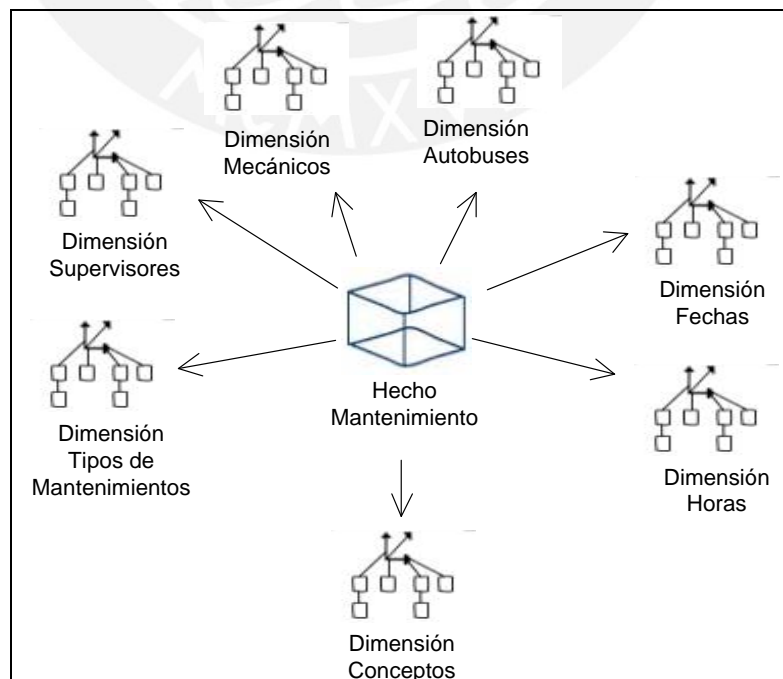 Dimensión
Mecánicos
Dimensión
Autobuses
Dimensión
Supervisores
Dimensión
Fechas
Hecho
Mantenimiento
Dimensión
Tipos de
Mantenimientos
Dimensión
Horas
Dimensión
Conceptos